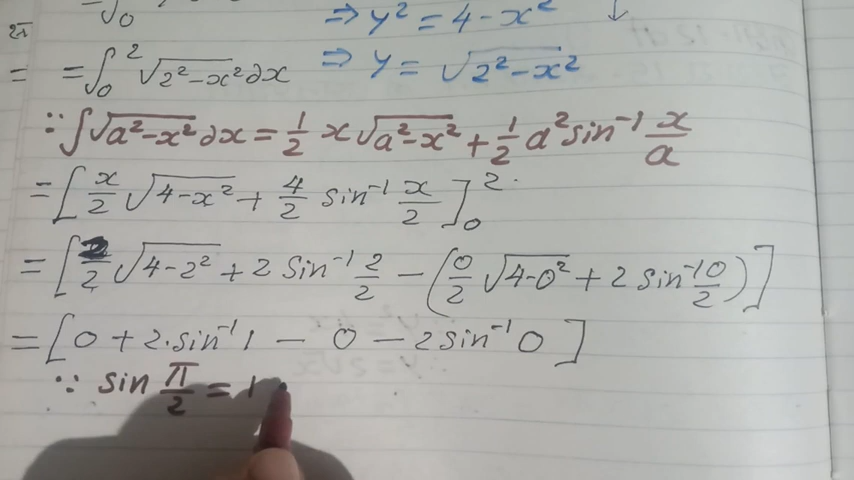 ∫₀ ⇒ y² = 4 - x²
= = ∫₀² √(2² - x²) dx ⇒ y = √(2² - x²)
∵ ∫√(a² - x²) dx = 1/2 x √(a² - x²) + 1/2 a² sin⁻¹ x/a
= [x/2 √(4 - x²) + 4/2 sin⁻¹ x/2]₀²
= [2/2 √(4 - 2²) + 2 sin⁻¹ 2/2 - (0/2 √(4 - 0²) + 2 sin⁻¹ 0/2)]
= [0 + 2·sin⁻¹ 1 - 0 - 2 sin⁻¹ 0]
∵ sin π/2 = 1